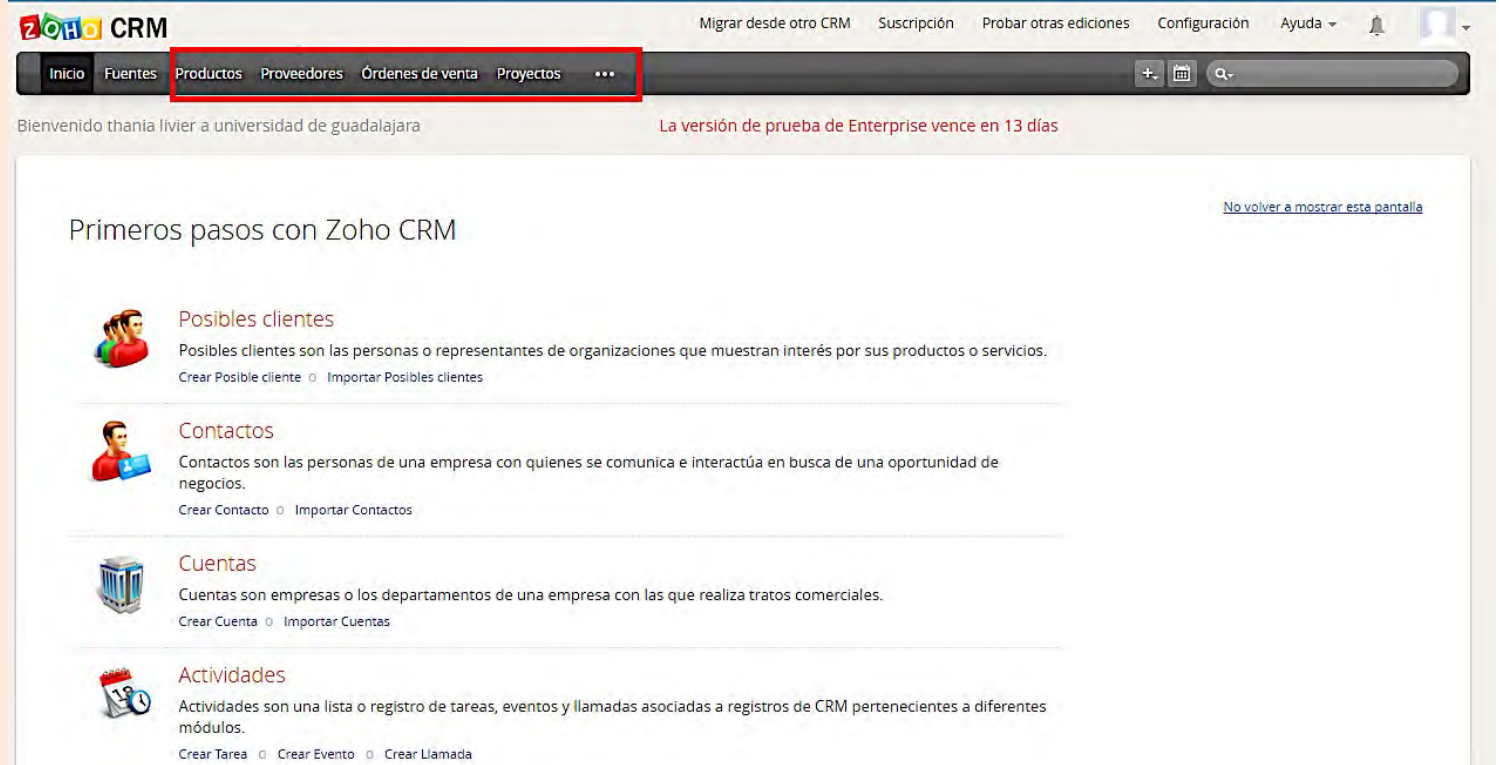 ZOHO CRM
Migrar desde otro CRM Suscripción Probar otras ediciones Configuración Ayuda
Inicio Fuentes Productos Proveedores Órdenes de venta Proyectos •••
Bienvenido thania livier a universidad de guadalajara
La versión de prueba de Enterprise vence en 13 días
No volver a mostrar esta pantalla
Primeros pasos con Zoho CRM
Posibles clientes
Posibles clientes son las personas o representantes de organizaciones que muestran interés por sus productos o servicios.
Crear Posible cliente o Importar Posibles clientes
Contactos
Contactos son las personas de una empresa con quienes se comunica e interactúa en busca de una oportunidad de
negocios.
Crear Contacto o Importar Contactos
Cuentas
Cuentas son empresas o los departamentos de una empresa con las que realiza tratos comerciales.
Crear Cuenta o Importar Cuentas
Actividades
Actividades son una lista o registro de tareas, eventos y llamadas asociadas a registros de CRM pertenecientes a diferentes
módulos.
Crear Tarea o Crear Evento o Crear Llamada